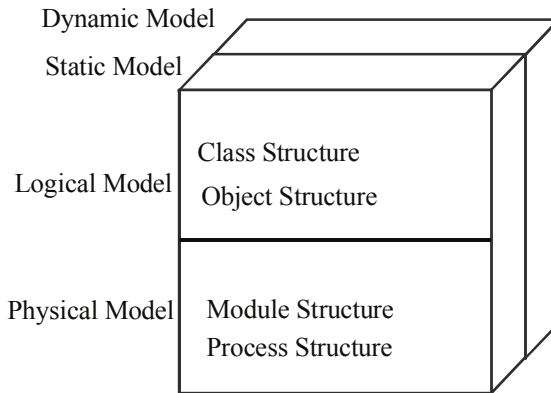 Dynamic Model
Static Model
Class Structure
Logical Model
Object Structure
Physical Model
Module Structure
Process Structure